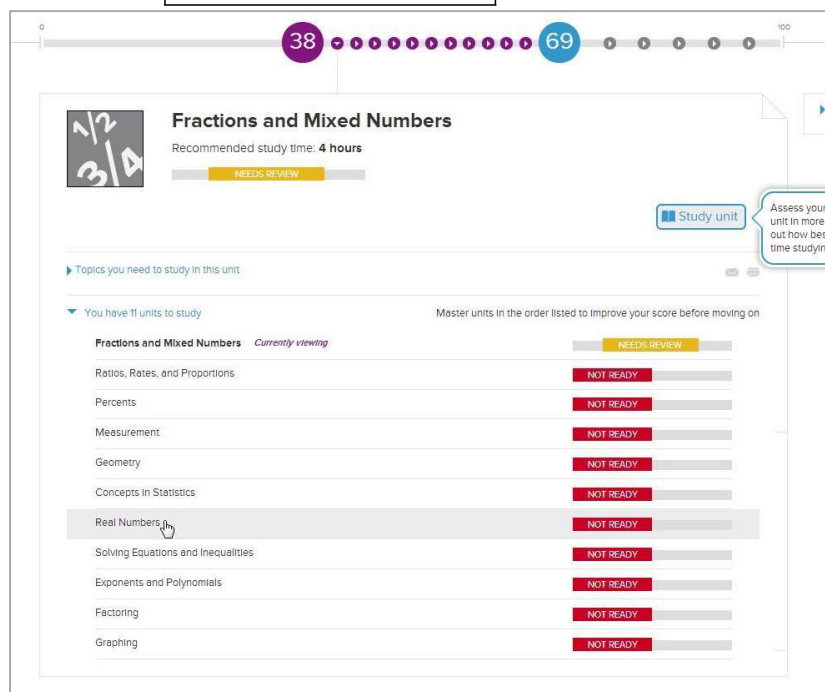 0
100
38
69
1/2
3/4
Fractions and Mixed Numbers
Recommended study time: 4 hours
NEEDS REVIEW
Study unit
Assess your
unit in more
out how bes
time studyin
Topics you need to study in this unit
You have 11 units to study
Master units in the order listed to improve your score before moving on
Fractions and Mixed Numbers Currently viewing NEEDS REVIEW
Ratios, Rates, and Proportions NOT READY
Percents NOT READY
Measurement NOT READY
Geometry NOT READY
Concepts in Statistics NOT READY
Real Numbers NOT READY
Solving Equations and Inequalities NOT READY
Exponents and Polynomials NOT READY
Factoring NOT READY
Graphing NOT READY